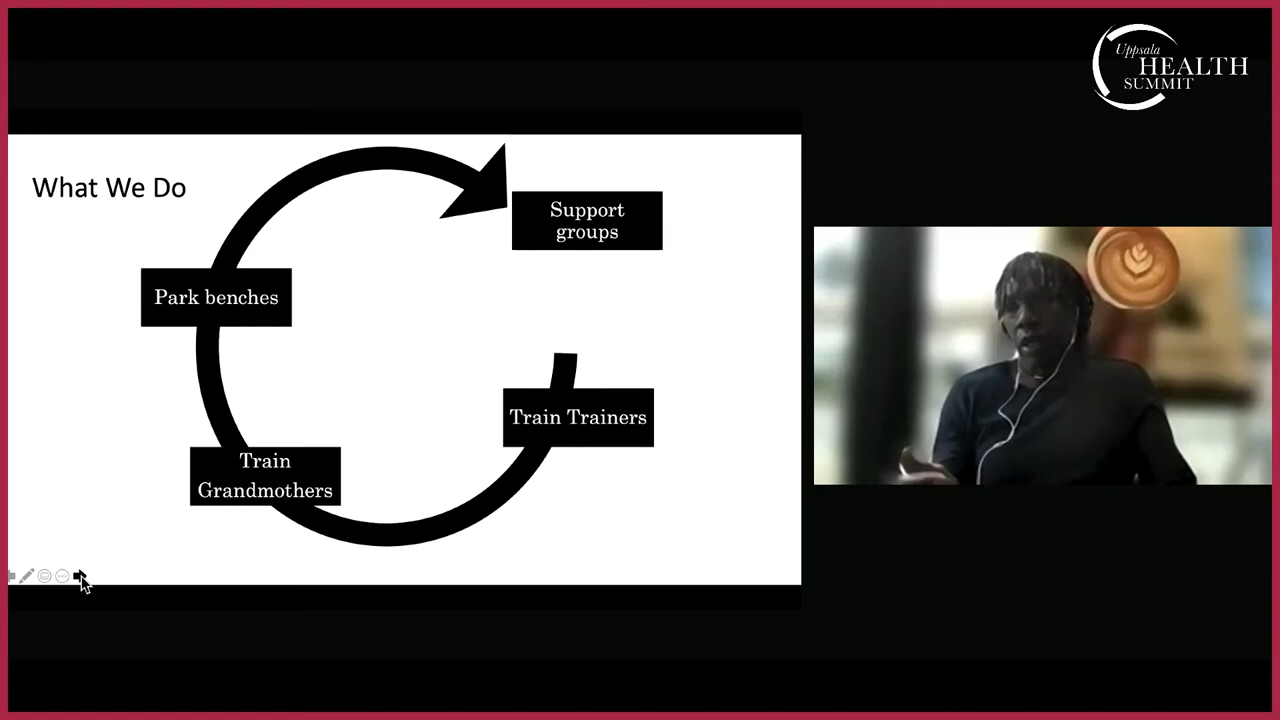 Uppsala
HEALTH
SUMMIT
What We Do
Support
groups
Park benches
Train Trainers
Train
Grandmothers